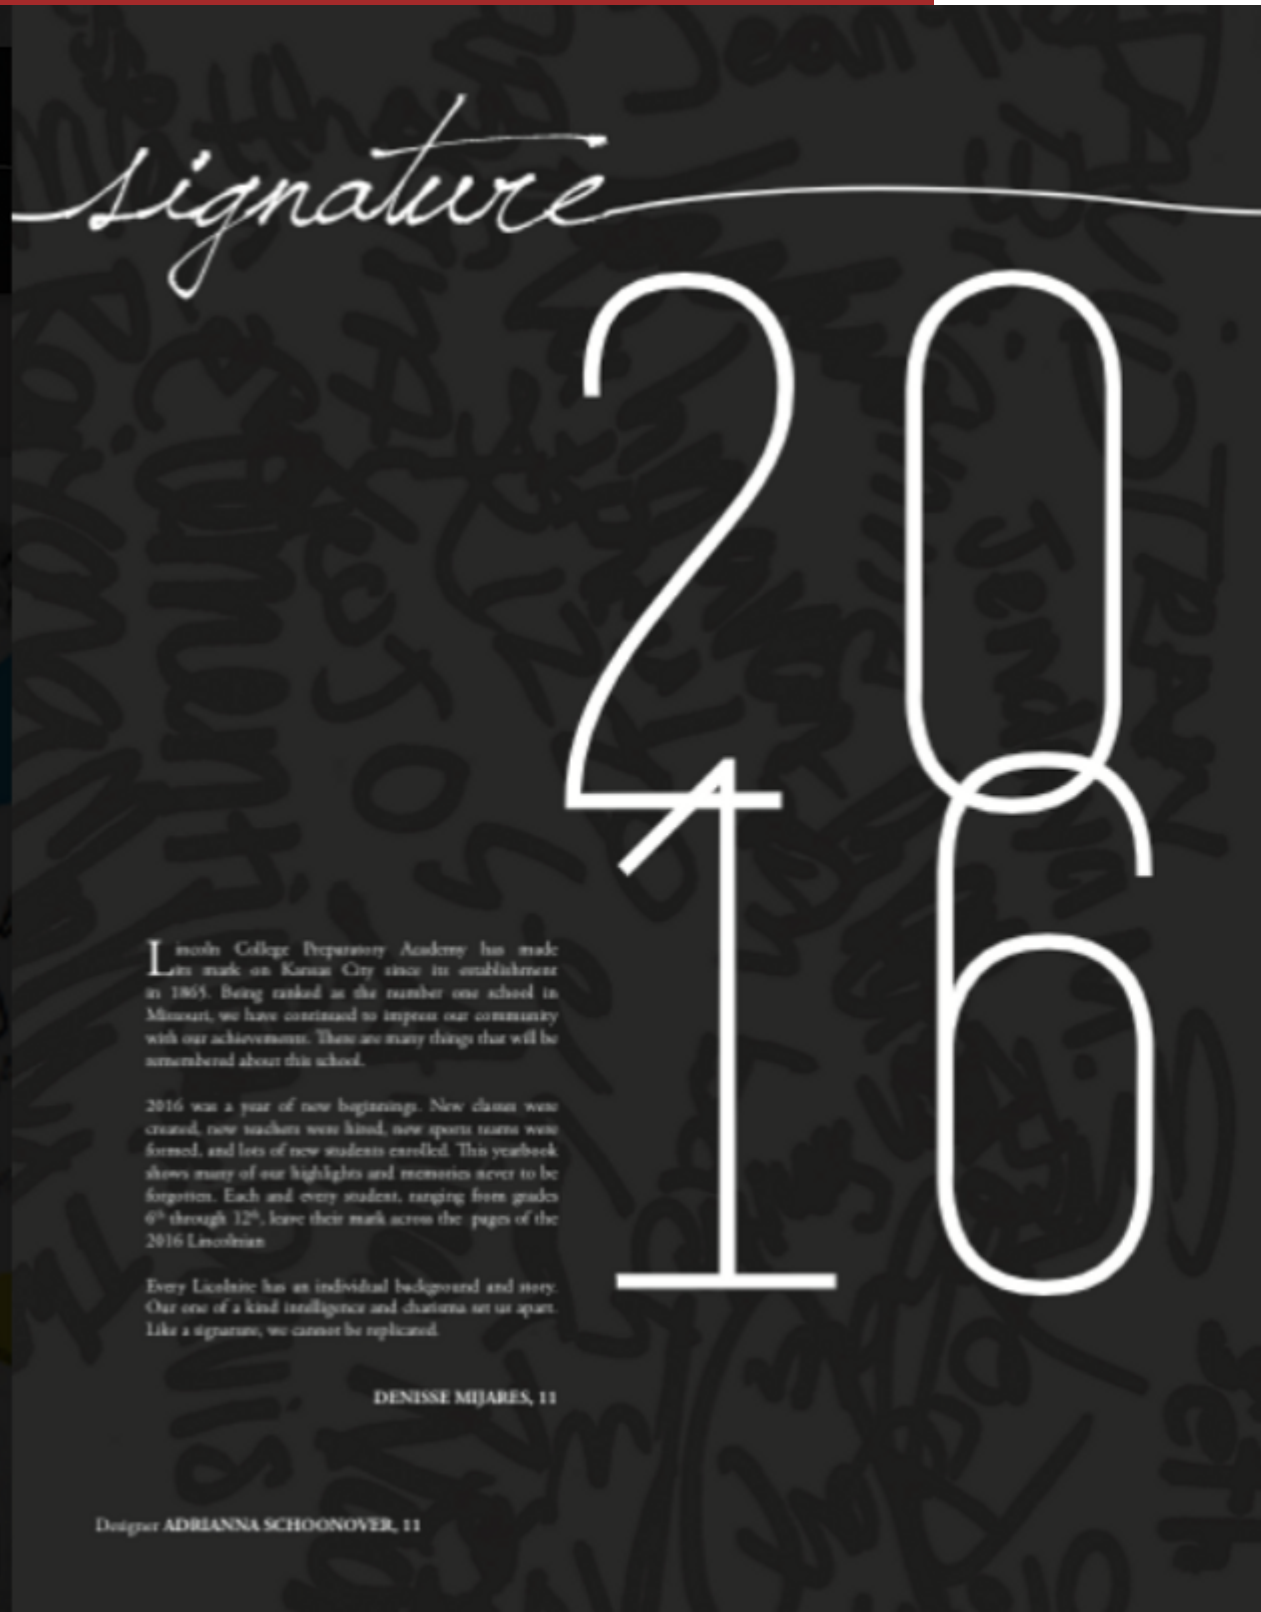 signature
20
16
Lincoln College Preparatory Academy has made
its mark on Kansas City since its establishment
in 1865. Being ranked as the number one school in
Missouri, we have continued to impress our community
with our achievements. There are many things that will be
remembered about this school.
2016 was a year of new beginnings. New classes were
created, new teachers were hired, new sports teams were
formed, and lots of new students enrolled. This yearbook
shows many of our highlights and memories never to be
forgotten. Each and every student, ranging from grades
6th through 12th, leave their mark across the pages of the
2016 Lincolnian
Every Licolnite has an individual background and story.
Our one of a kind intelligence and charisma set us apart.
Like a signature, we cannot be replicated.
DENISSE MIJARES, 11
Designer ADRIANNA SCHOONOVER, 11